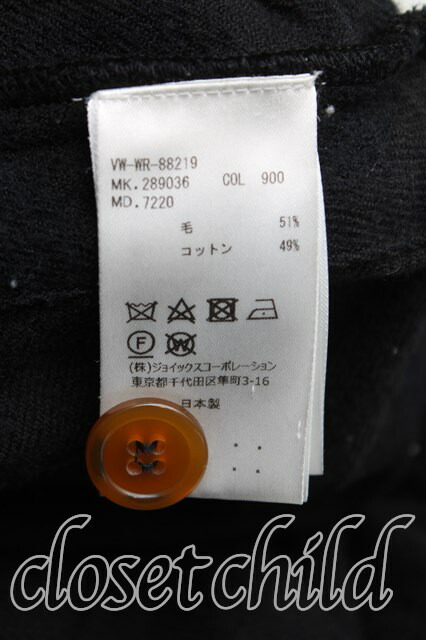 VW-WR-88219
MK.289036 COL 900
MD.7220
毛 51%
コットン 49%
F W
(株)ジョイックスコーポレーション
東京都千代田区隼町3-16
日本製
closet child